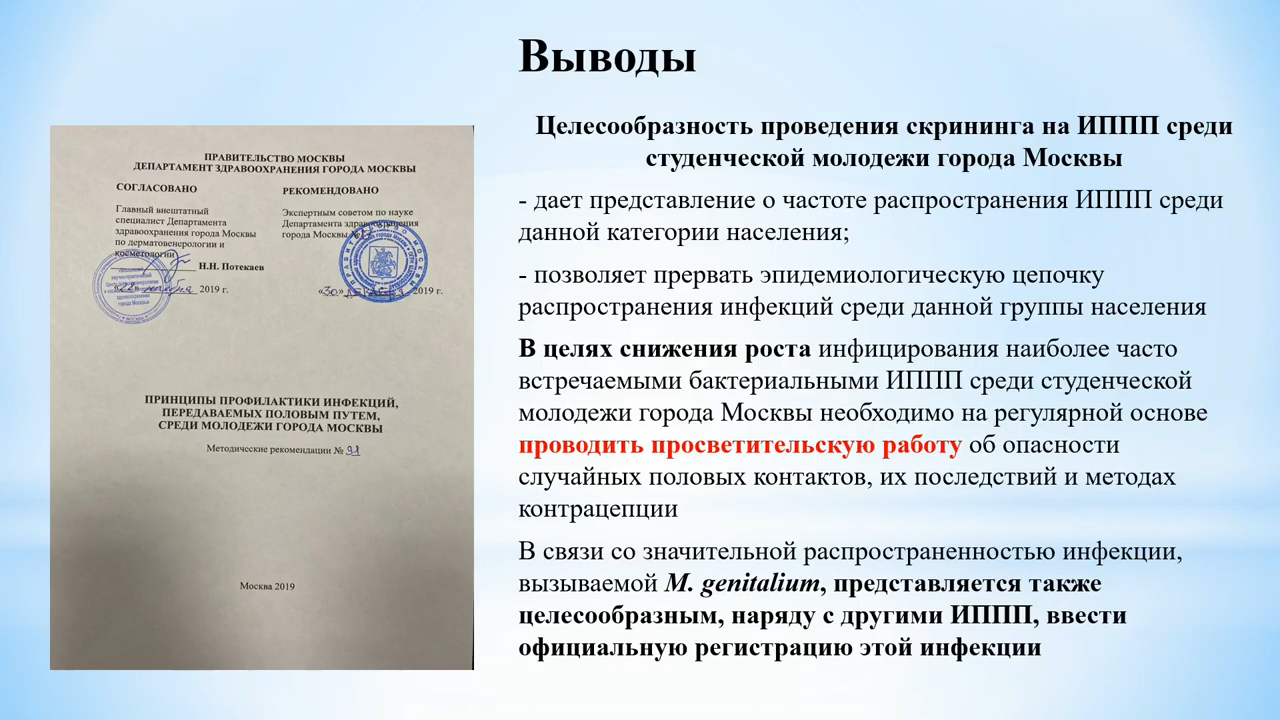 Выводы
ПРАВИТЕЛЬСТВО МОСКВЫ
ДЕПАРТАМЕНТ ЗДРАВООХРАНЕНИЯ ГОРОДА МОСКВЫ
СОГЛАСОВАНО
Главный внештатный
специалист Департамента
здравоохранения города Москвы
по дерматовенерологии и
косметологии
Н.Н. Потекаев
2019 г.
РЕКОМЕНДОВАНО
Экспертным советом по науке
Департамента здравоохранения
города Москвы №
«30» 2019 г.
ПРИНЦИПЫ ПРОФИЛАКТИКИ ИНФЕКЦИЙ,
ПЕРЕДАВАЕМЫХ ПОЛОВЫМ ПУТЕМ,
СРЕДИ МОЛОДЕЖИ ГОРОДА МОСКВЫ
Методические рекомендации №
Москва 2019
Целесообразность проведения скрининга на ИППП среди
студенческой молодежи города Москвы
- дает представление о частоте распространения ИППП среди
данной категории населения;
- позволяет прервать эпидемиологическую цепочку
распространения инфекций среди данной группы населения
В целях снижения роста инфицирования наиболее часто
встречаемыми бактериальными ИППП среди студенческой
молодежи города Москвы необходимо на регулярной основе
проводить просветительскую работу об опасности
случайных половых контактов, их последствий и методах
контрацепции
В связи со значительной распространенностью инфекции,
вызываемой M. genitalium, представляется также
целесообразным, наряду с другими ИППП, ввести
официальную регистрацию этой инфекции